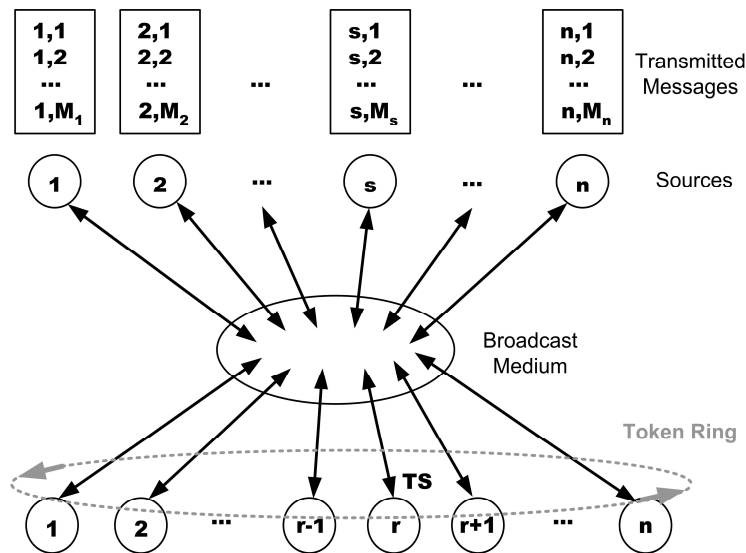 1,1 2,1 s,1 n,1
1,2 2,2 ... s,2 ... n,2
... ... ... ...
1,M₁ 2,M₂ s,Mₛ n,Mₙ
Transmitted
Messages
1 2 ... s ... n
Sources
Broadcast
Medium
Token Ring
TS
1 2 ... r-1 r r+1 ... n